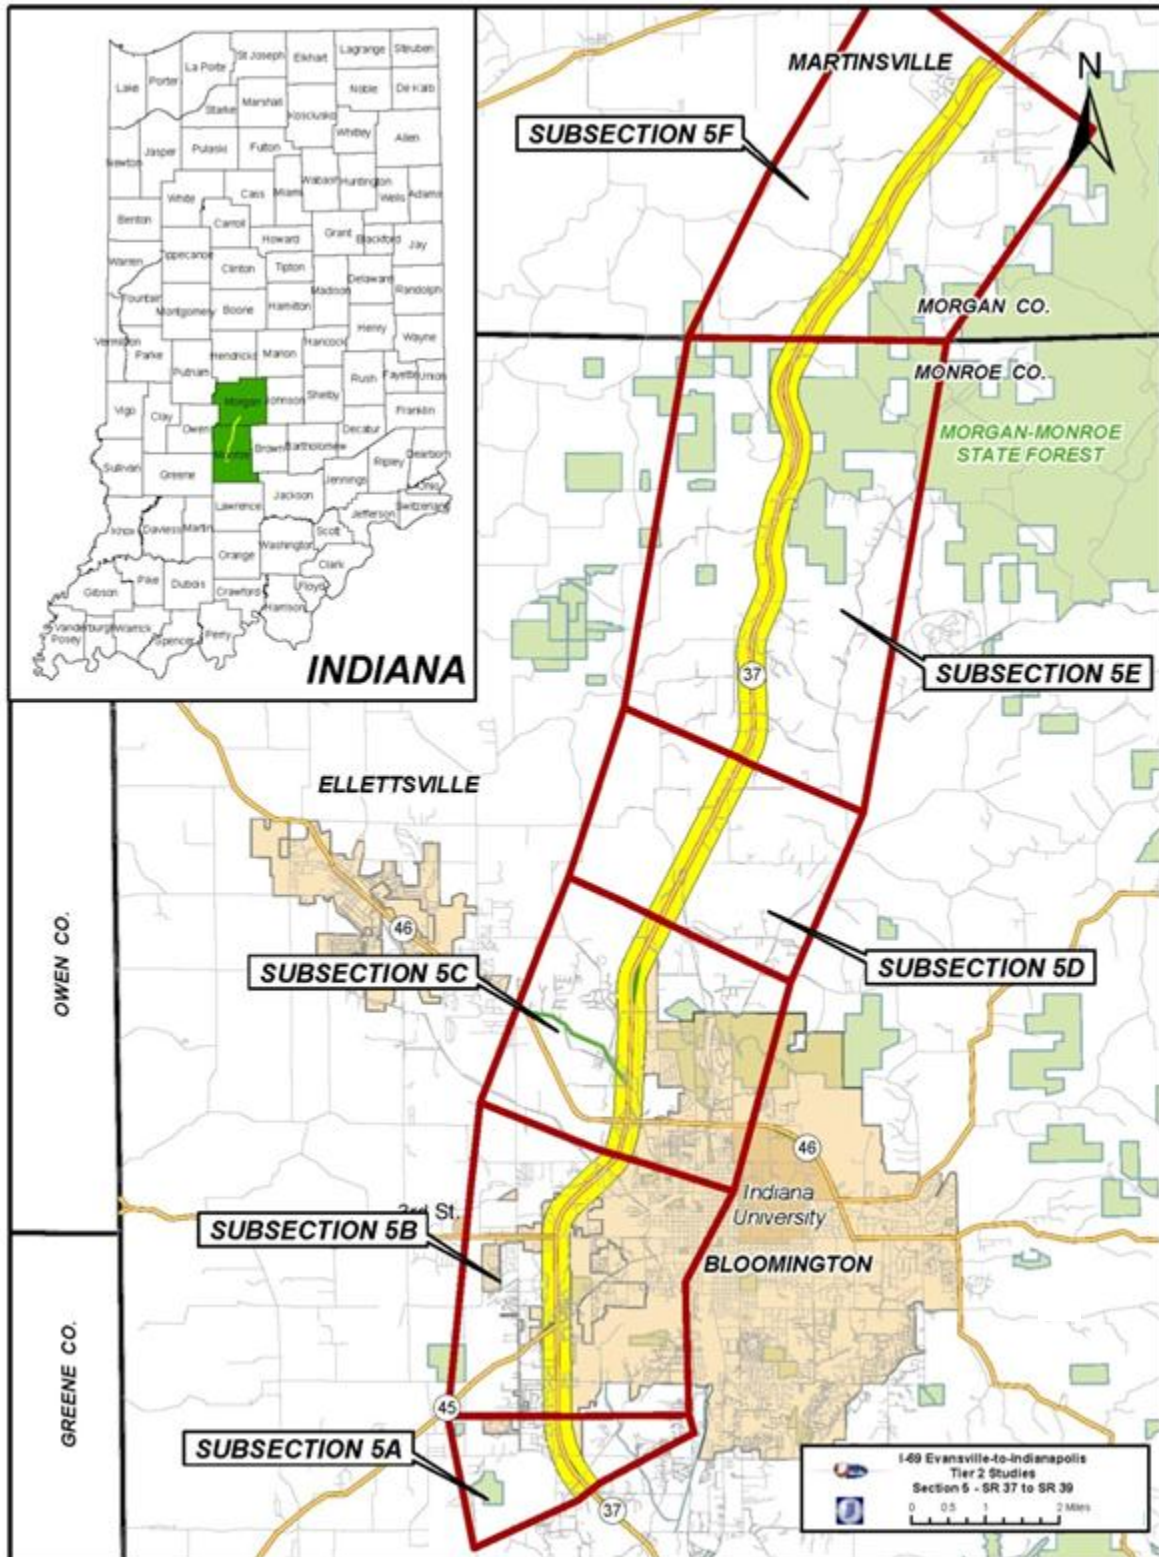 Lake
Porter
La Porte
St Joseph
Elkhart
Lagrange
Steuben
Noble
De Kalb
Starke
Marshall
Kosciusko
Whitley
Allen
Newton
Jasper
Pulaski
Fulton
White
Cass
Miami
Wabash
Huntington
Wells
Adams
Benton
Carroll
Howard
Grant
Blackford
Jay
Warren
Tippecanoe
Clinton
Tipton
Madison
Delaware
Randolph
Fountain
Montgomery
Boone
Hamilton
Henry
Wayne
Vermillion
Parke
Putnam
Hendricks
Marion
Hancock
Rush
Fayette
Union
Vigo
Clay
Owen
Morgan
Johnson
Shelby
Franklin
Decatur
Sullivan
Greene
Monroe
Brown
Bartholomew
Jennings
Ripley
Dearborn
Ohio
Switzerland
Lawrence
Jackson
Jefferson
Knox
Daviess
Martin
Orange
Washington
Scott
Clark
Floyd
Gibson
Pike
Dubois
Crawford
Harrison
Vanderburgh
Posey
Warrick
Spencer
Perry
INDIANA
MARTINSVILLE
N
SUBSECTION 5F
MORGAN CO.
MONROE CO.
MORGAN-MONROE
STATE FOREST
SUBSECTION 5E
37
ELLETTSVILLE
46
SUBSECTION 5C
SUBSECTION 5D
OWEN CO.
46
Indiana
University
3rd St.
SUBSECTION 5B
BLOOMINGTON
GREENE CO.
45
SUBSECTION 5A
37
I-69 Evansville-to-Indianapolis
Tier 2 Studies
Section 5 - SR 37 to SR 39
0 0.5 1 2 Miles